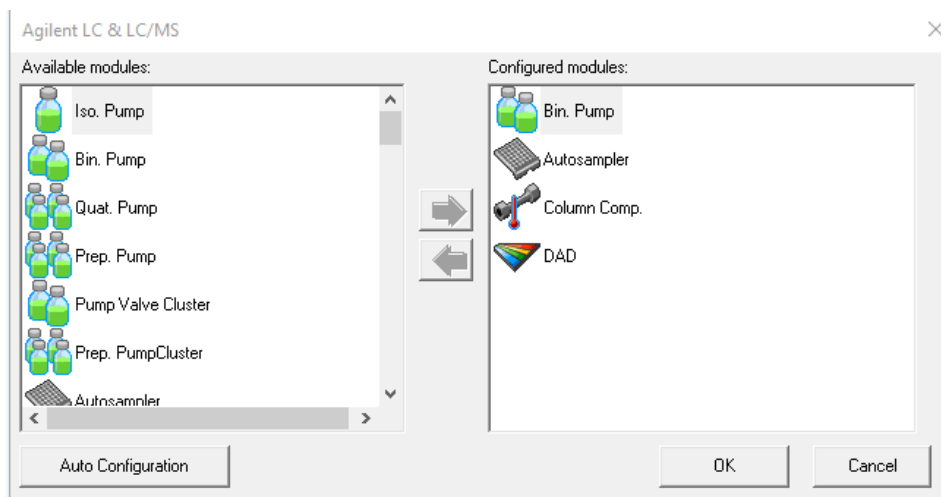 Agilent LC & LC/MS
Available modules:
Iso. Pump
Bin. Pump
Quat. Pump
Prep. Pump
Pump Valve Cluster
Prep. PumpCluster
Autosampler
Configured modules:
Bin. Pump
Autosampler
Column Comp.
DAD
Auto Configuration
OK
Cancel